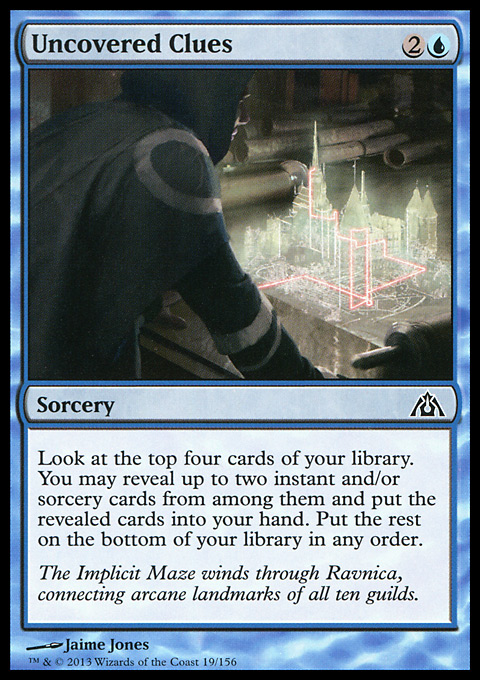 Uncovered Clues 2
Sorcery
Look at the top four cards of your library.
You may reveal up to two instant and/or
sorcery cards from among them and put the
revealed cards into your hand. Put the rest
on the bottom of your library in any order.
The Implicit Maze winds through Ravnica,
connecting arcane landmarks of all ten guilds.
Jaime Jones
™ & © 2013 Wizards of the Coast 19/156